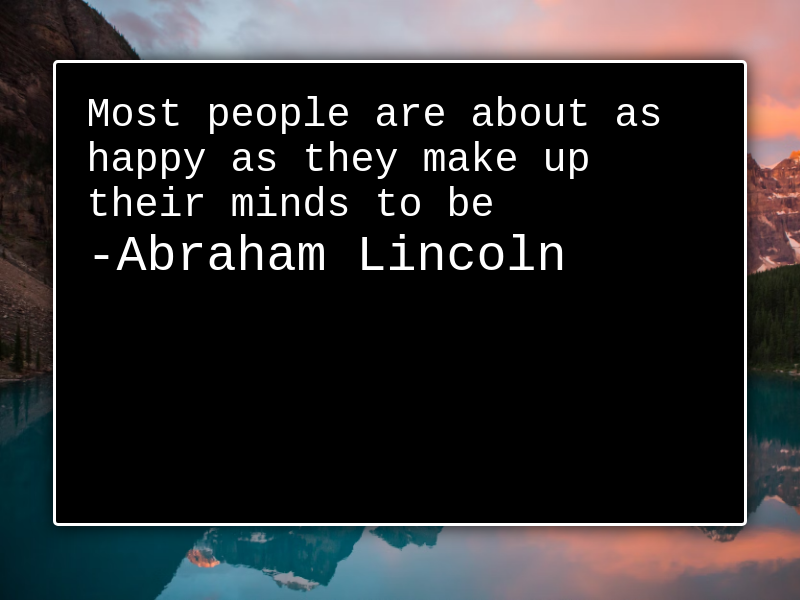 Most people are about as
happy as they make up
their minds to be
-Abraham Lincoln